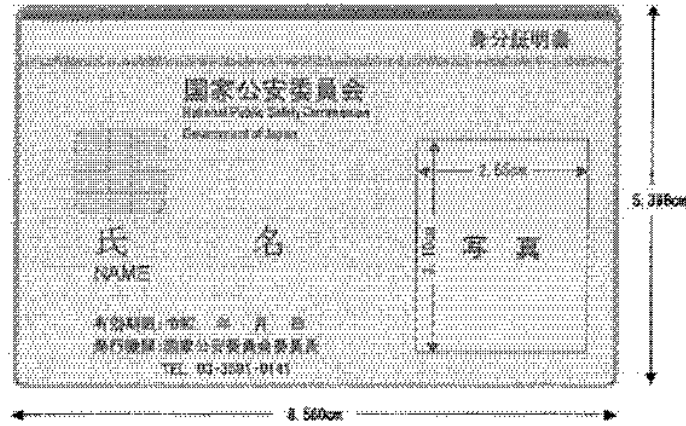 身分証明書
国家公安委員会
National Public Safety Commission
Government of Japan
2.55cm
5.398cm
氏 名
写 真
NAME
有効期限:令和 年 月 日
発行機関:国家公安委員会委員長
TEL. 03-3581-0141
8.560cm